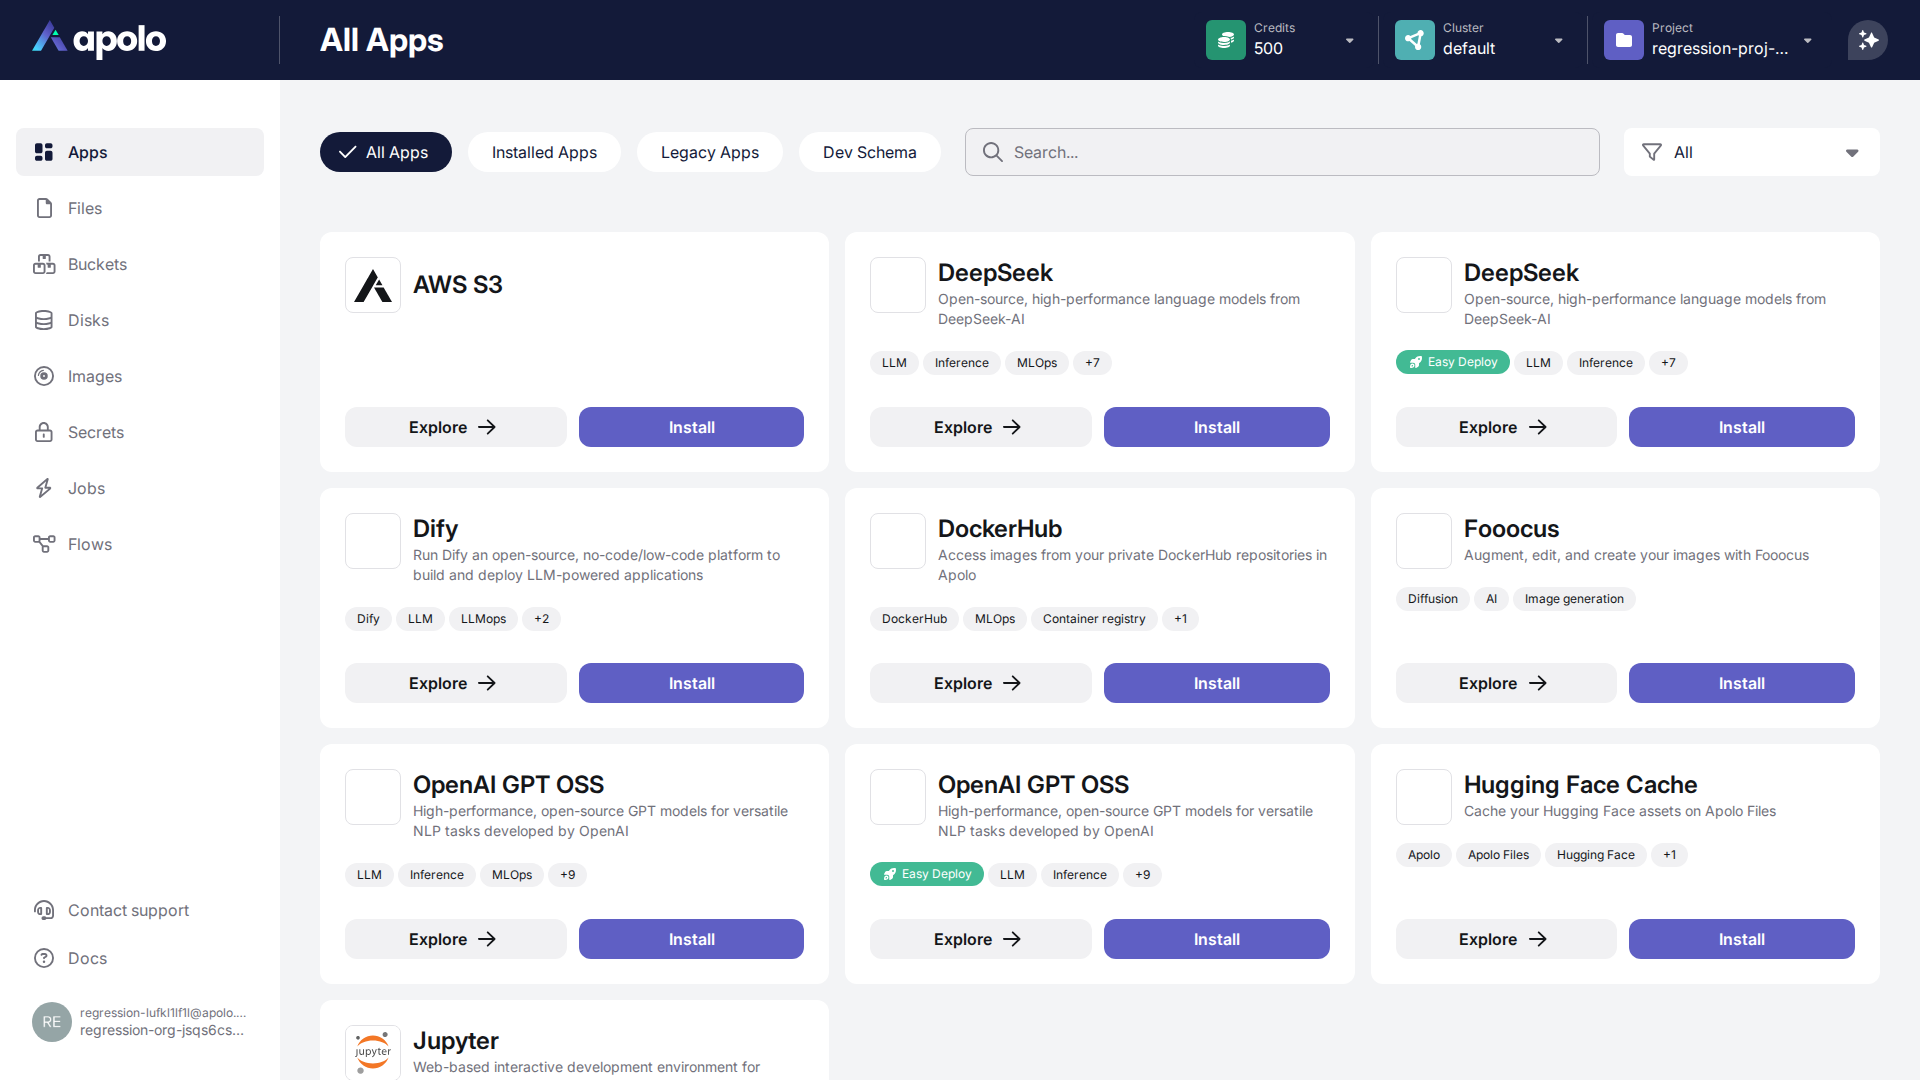 apolo
All Apps
Credits
500
Cluster
default
Project
regression-proj-...
Apps
Files
Buckets
Disks
Images
Secrets
Jobs
Flows
Contact support
Docs
RE
regression-lufkl1lf1l@apolo....
regression-org-jsqs6cs...
All Apps
Installed Apps
Legacy Apps
Dev Schema
Search...
All
AWS S3
Explore
Install
DeepSeek
Open-source, high-performance language models from
DeepSeek-AI
LLM
Inference
MLOps
+7
Explore
Install
DeepSeek
Open-source, high-performance language models from
DeepSeek-AI
Easy Deploy
LLM
Inference
+7
Explore
Install
Dify
Run Dify an open-source, no-code/low-code platform to
build and deploy LLM-powered applications
Dify
LLM
LLMops
+2
Explore
Install
DockerHub
Access images from your private DockerHub repositories in
Apolo
DockerHub
MLOps
Container registry
+1
Explore
Install
Fooocus
Augment, edit, and create your images with Fooocus
Diffusion
AI
Image generation
Explore
Install
OpenAI GPT OSS
High-performance, open-source GPT models for versatile
NLP tasks developed by OpenAI
LLM
Inference
MLOps
+9
Explore
Install
OpenAI GPT OSS
High-performance, open-source GPT models for versatile
NLP tasks developed by OpenAI
Easy Deploy
LLM
Inference
+9
Explore
Install
Hugging Face Cache
Cache your Hugging Face assets on Apolo Files
Apolo
Apolo Files
Hugging Face
+1
Explore
Install
jupyter
Jupyter
Web-based interactive development environment for